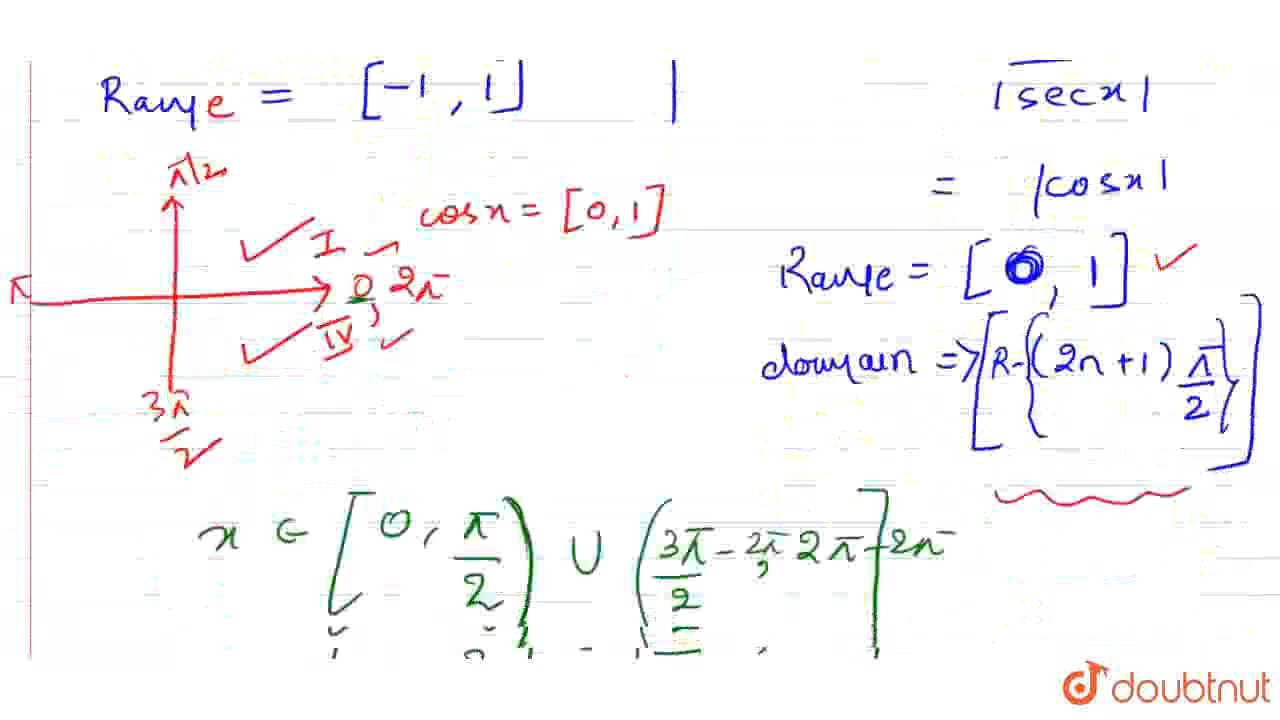 Range = [-1, 1] | |secx|
= |cosx|
π/2
cosx = [0, 1]
I
π 0, 2π
IV
3π/2
Range = [0, 1]
domain => [R-{(2n+1) π/2}]
x ∈ [0, π/2) ∪ (3π/2 - 2π, 2π - 2π]
doubtnut